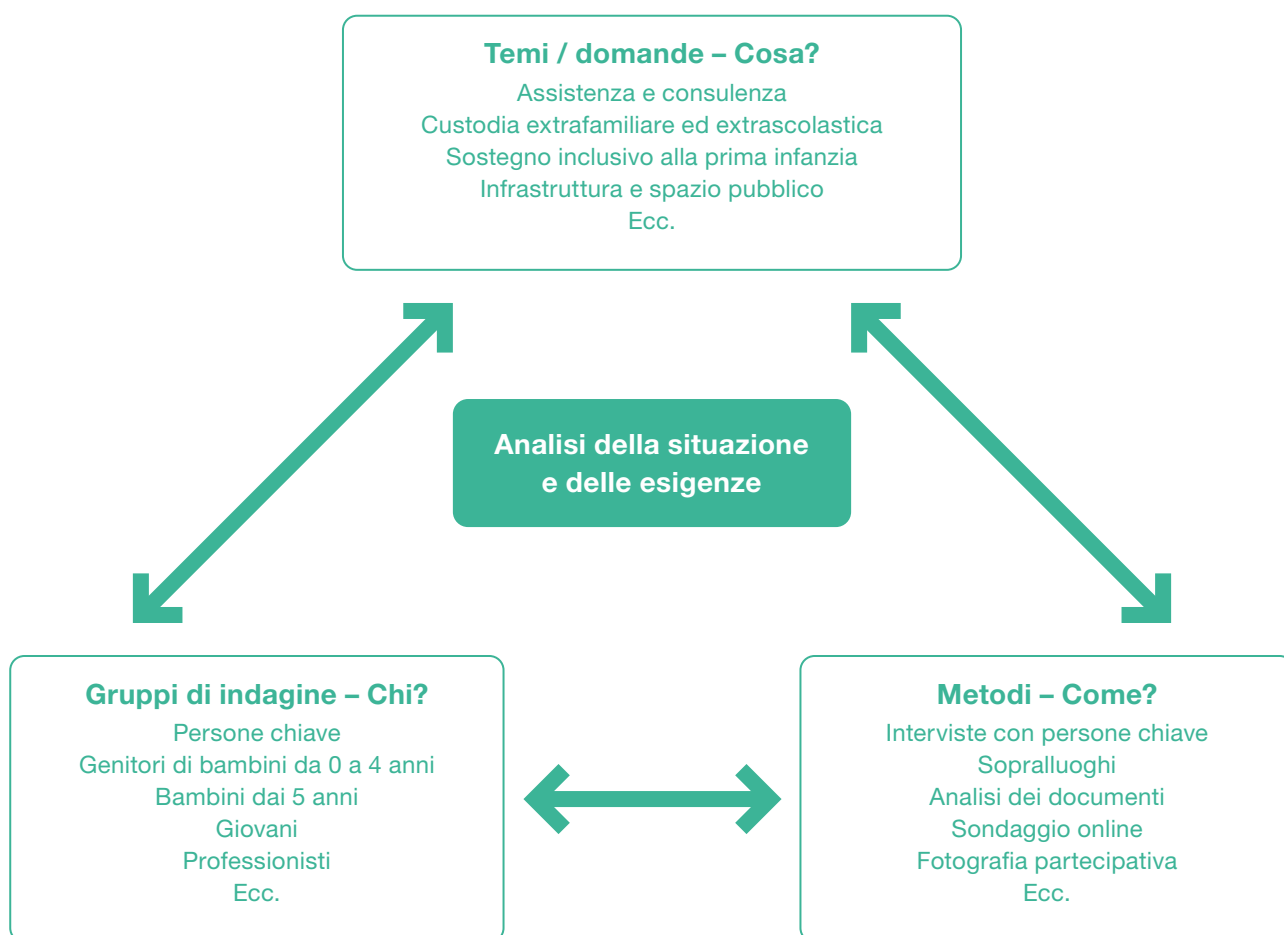 Temi / domande – Cosa?
Assistenza e consulenza
Custodia extrafamiliare ed extrascolastica
Sostegno inclusivo alla prima infanzia
Infrastruttura e spazio pubblico
Ecc.
Analisi della situazione
e delle esigenze
Gruppi di indagine – Chi?
Persone chiave
Genitori di bambini da 0 a 4 anni
Bambini dai 5 anni
Giovani
Professionisti
Ecc.
Metodi – Come?
Interviste con persone chiave
Sopralluoghi
Analisi dei documenti
Sondaggio online
Fotografia partecipativa
Ecc.